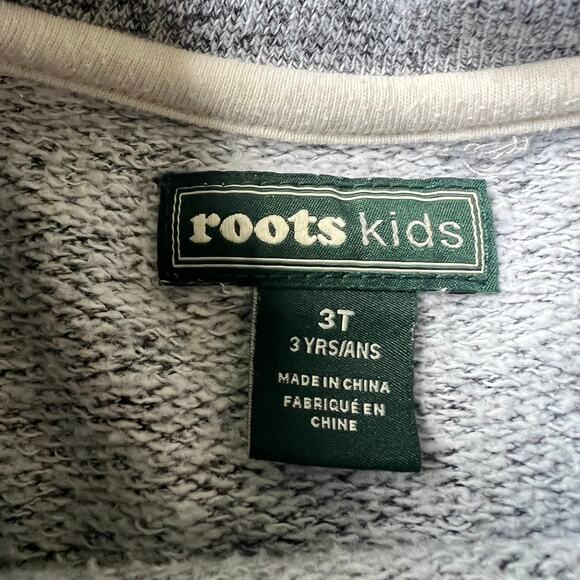 roots kids
3T
3 YRS/ANS
MADE IN CHINA
FABRIQUÉ EN
CHINE